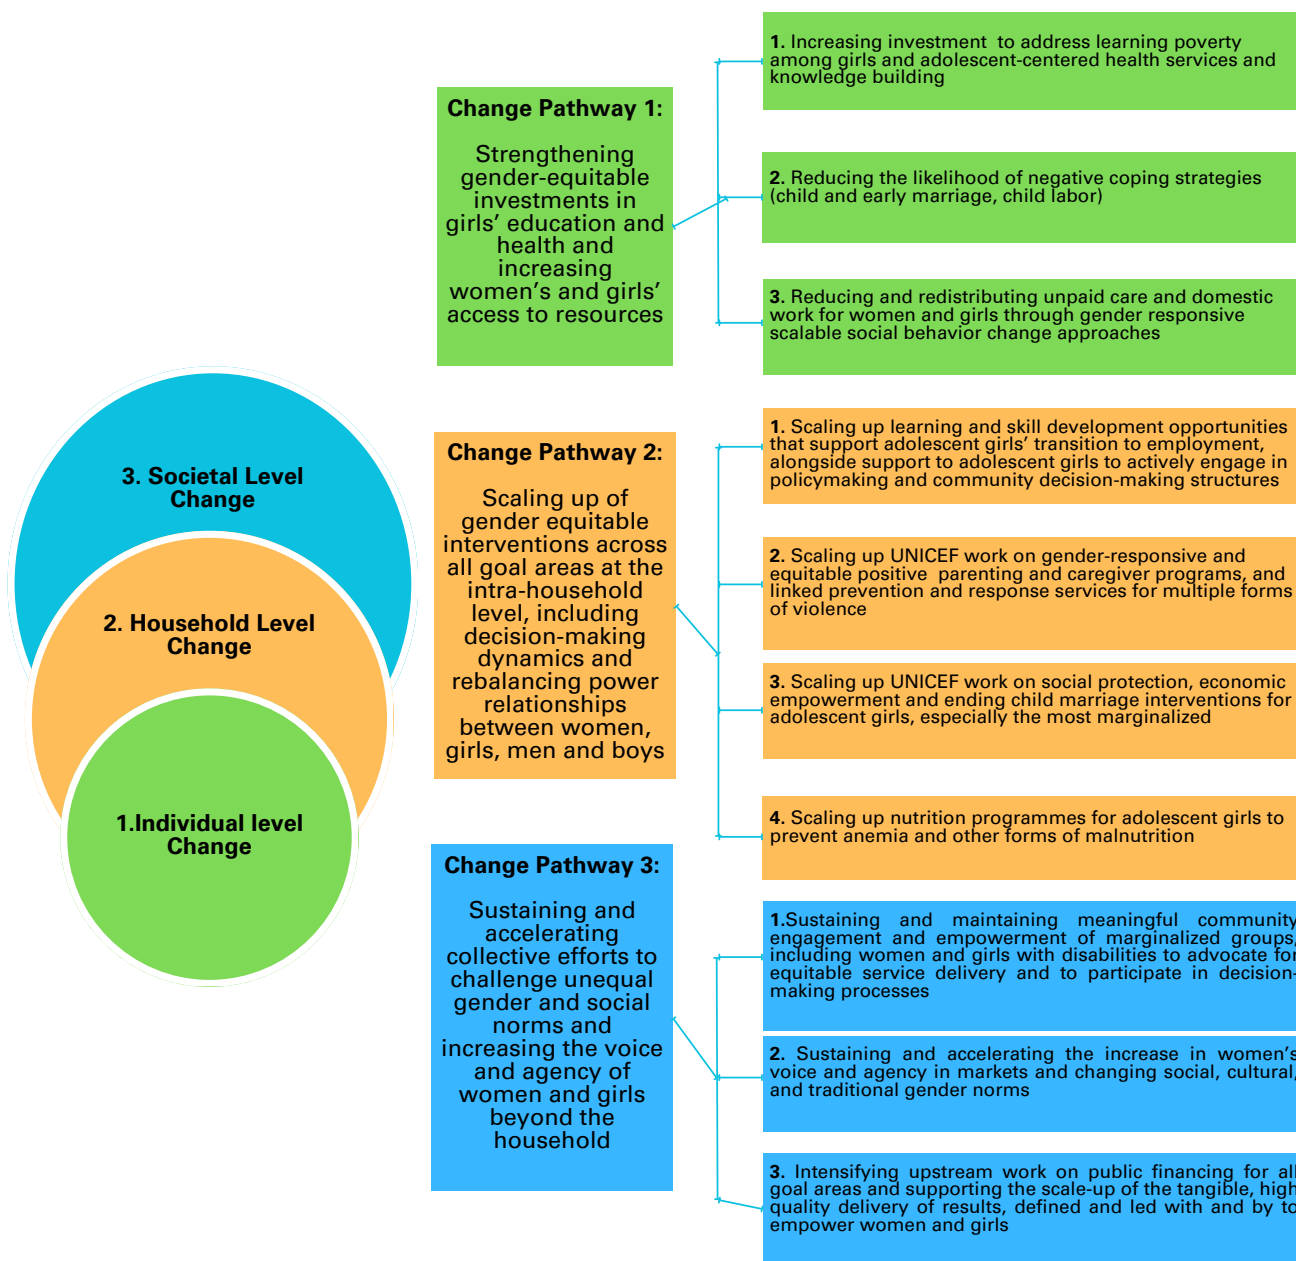 3. Societal Level
Change
2. Household Level
Change
1.Individual level
Change
Change Pathway 1:
Strengthening
gender-equitable
investments in
girls’ education and
health and
increasing
women’s and girls’
access to resources
1. Increasing investment  to address learning poverty
among girls and adolescent-centered health services and
knowledge building
2. Reducing the likelihood of negative coping strategies
(child and early marriage, child labor)
3. Reducing and redistributing unpaid care and domestic
work for women and girls through gender responsive
scalable social behavior change approaches
Change Pathway 2:
Scaling up of
gender equitable
interventions across
all goal areas at the
intra-household
level, including
decision-making
dynamics and
rebalancing power
relationships
between women,
girls, men and boys
1. Scaling up learning and skill development opportunities
that support adolescent girls’ transition to employment,
alongside support to adolescent girls to actively engage in
policymaking and community decision-making structures
2. Scaling up UNICEF work on gender-responsive and
equitable positive  parenting and caregiver programs, and
linked prevention and response services for multiple forms
of violence
3. Scaling up UNICEF work on social protection, economic
empowerment and ending child marriage interventions for
adolescent girls, especially the most marginalized
4. Scaling up nutrition programmes for adolescent girls to
prevent anemia and other forms of malnutrition
Change Pathway 3:
Sustaining and
accelerating
collective efforts to
challenge unequal
gender and social
norms and
increasing the voice
and agency of
women and girls
beyond the
household
1.Sustaining and maintaining meaningful community
engagement and empowerment of marginalized groups,
including women and girls with disabilities to advocate for
equitable service delivery and to participate in decision-
making processes
2. Sustaining and accelerating the increase in women’s
voice and agency in markets and changing social, cultural,
and traditional gender norms
3. Intensifying upstream work on public financing for all
goal areas and supporting the scale-up of the tangible, high
quality delivery of results, defined and led with and by to
empower women and girls